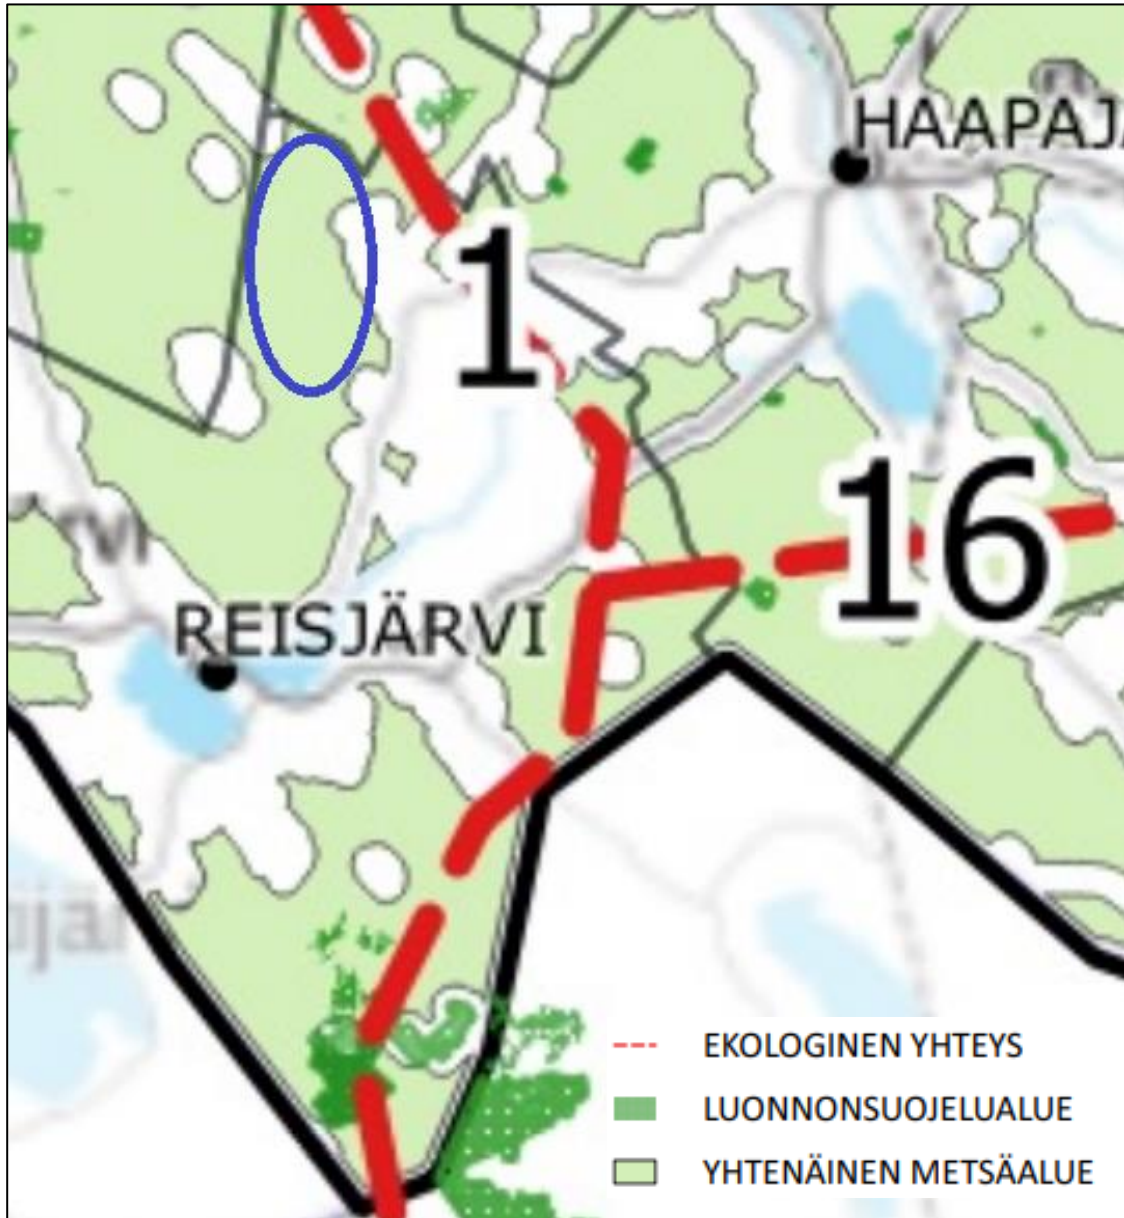 HAAPAJ
1
16
REISJÄRVI
EKOLOGINEN YHTEYS
LUONNONSUOJELUALUE
YHTENÄINEN METSÄALUE